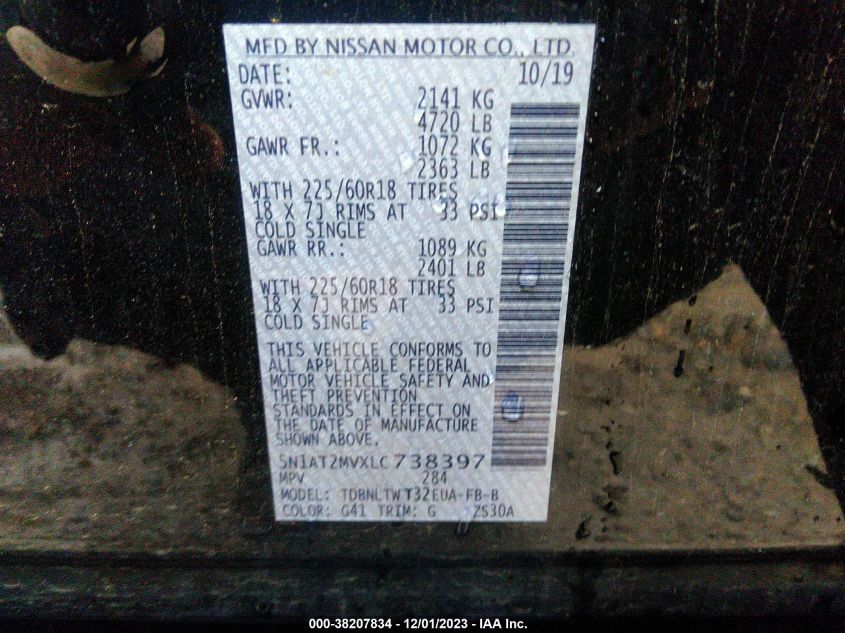 MFD BY NISSAN MOTOR CO., LTD.
DATE: 10/19
GVWR: 2141 KG
4720 LB
GAWR FR.: 1072 KG
2363 LB
WITH 225/60R18 TIRES
18 X 7J RIMS AT 33 PSI
COLD SINGLE
GAWR RR.: 1089 KG
2401 LB
WITH 225/60R18 TIRES
18 X 7J RIMS AT 33 PSI
COLD SINGLE
THIS VEHICLE CONFORMS TO
ALL APPLICABLE FEDERAL
MOTOR VEHICLE SAFETY AND
THEFT PREVENTION
STANDARDS IN EFFECT ON
THE DATE OF MANUFACTURE
SHOWN ABOVE.
5N1AT2MVXLC738397
MPV 284
MODEL: TDBNLTW T32EUA-FB-B
COLOR: G41 TRIM: G ZS30A
000-38207834 - 12/01/2023 - IAA Inc.